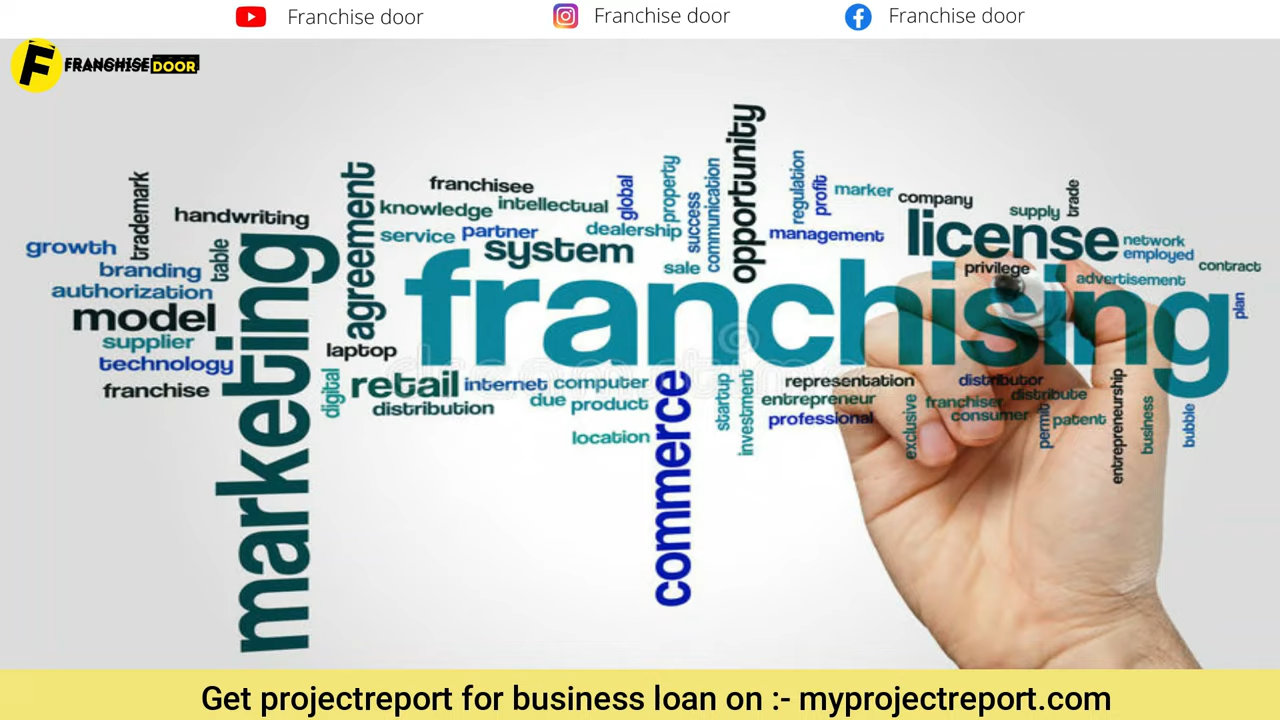 Franchise door
Franchise door
Franchise door
FRANCHISE DOOR
opportunity
trademark
agreement
franchisee
global
property
success
communication
regulation
profit
marker
company
trade
handwriting
knowledge
intellectual
supply
license
growth
table
service
partner
dealership
management
network
branding
system
sale
privilege
employed
contract
authorization
advertisement
model
franchising
plan
supplier
laptop
technology
marketing
franchise
digital
retail
internet
computer
commerce
startup
investment
representation
distributor
distribution
due
product
entrepreneur
franchiser
distribute
location
professional
exclusive
consumer
permit
patent
entrepreneurship
business
bubble
Get projectreport for business loan on :- myprojectreport.com